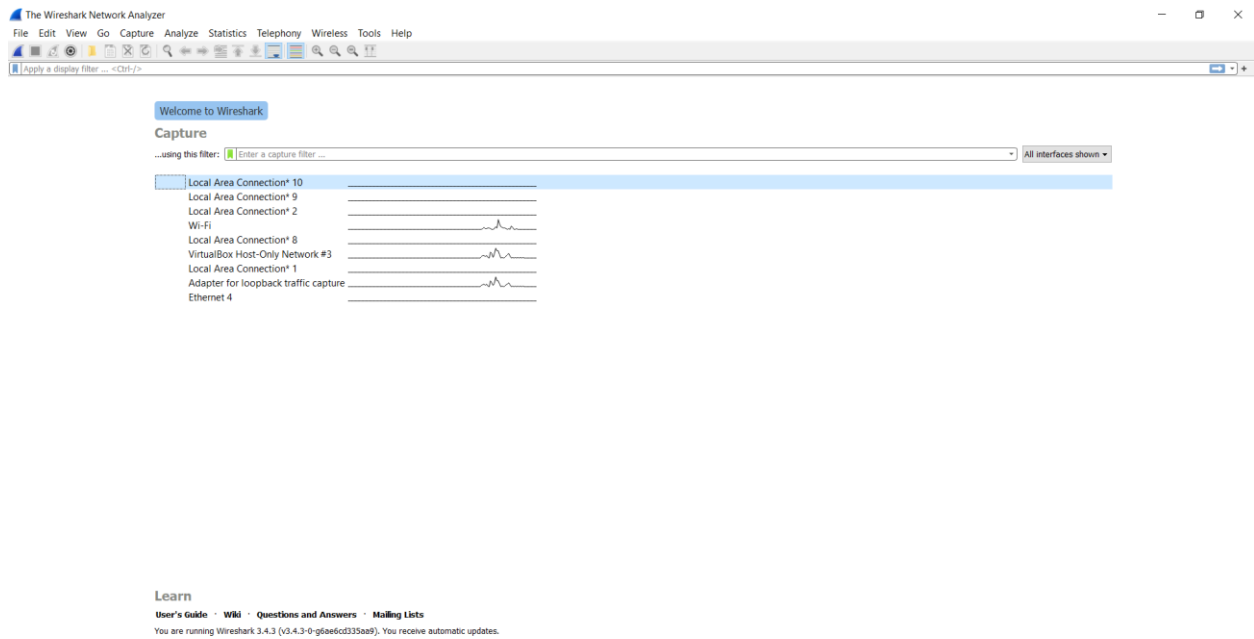 The Wireshark Network Analyzer
File Edit View Go Capture Analyze Statistics Telephony Wireless Tools Help
Apply a display filter ... <Ctrl-/>
Welcome to Wireshark
Capture
...using this filter: Enter a capture filter ... All interfaces shown
Local Area Connection* 10
Local Area Connection* 9
Local Area Connection* 2
Wi-Fi
Local Area Connection* 8
VirtualBox Host-Only Network #3
Local Area Connection* 1
Adapter for loopback traffic capture
Ethernet 4
Learn
User's Guide · Wiki · Questions and Answers · Mailing Lists
You are running Wireshark 3.4.3 (v3.4.3-0-g6ae6cd335aa9). You receive automatic updates.